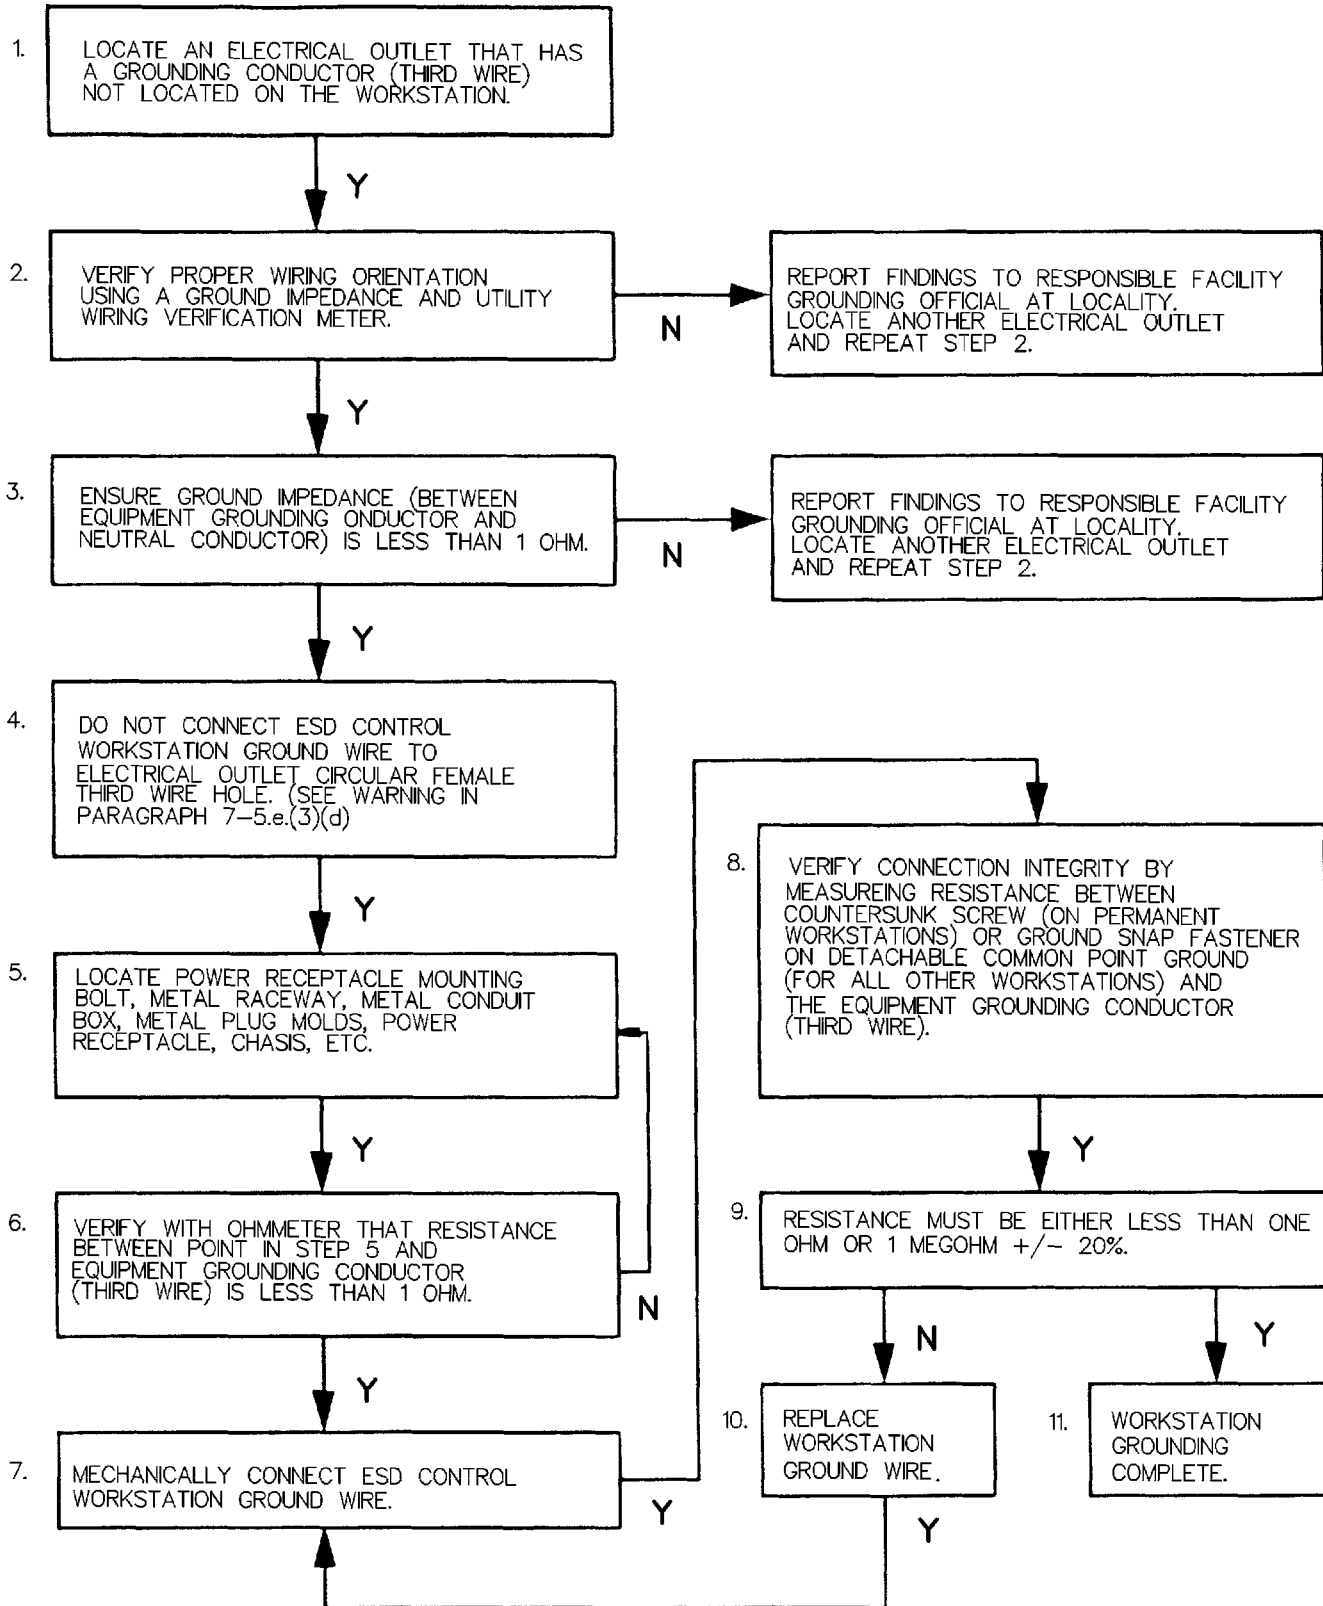 1.
LOCATE AN ELECTRICAL OUTLET THAT HAS
A GROUNDING CONDUCTOR (THIRD WIRE)
NOT LOCATED ON THE WORKSTATION.
Y
2.
VERIFY PROPER WIRING ORIENTATION
USING A GROUND IMPEDANCE AND UTILITY
WIRING VERIFICATION METER.
N
REPORT FINDINGS TO RESPONSIBLE FACILITY
GROUNDING OFFICIAL AT LOCALITY.
LOCATE ANOTHER ELECTRICAL OUTLET
AND REPEAT STEP 2.
Y
3.
ENSURE GROUND IMPEDANCE (BETWEEN
EQUIPMENT GROUNDING ONDUCTOR AND
NEUTRAL CONDUCTOR) IS LESS THAN 1 OHM.
N
REPORT FINDINGS TO RESPONSIBLE FACILITY
GROUNDING OFFICIAL AT LOCALITY.
LOCATE ANOTHER ELECTRICAL OUTLET
AND REPEAT STEP 2.
Y
4.
DO NOT CONNECT ESD CONTROL
WORKSTATION GROUND WIRE TO
ELECTRICAL OUTLET CIRCULAR FEMALE
THIRD WIRE HOLE. (SEE WARNING IN
PARAGRAPH 7-5.e.(3)(d)
Y
5.
LOCATE POWER RECEPTACLE MOUNTING
BOLT, METAL RACEWAY, METAL CONDUIT
BOX, METAL PLUG MOLDS, POWER
RECEPTACLE, CHASIS, ETC.
Y
6.
VERIFY WITH OHMMETER THAT RESISTANCE
BETWEEN POINT IN STEP 5 AND
EQUIPMENT GROUNDING CONDUCTOR
(THIRD WIRE) IS LESS THAN 1 OHM.
N
Y
7.
MECHANICALLY CONNECT ESD CONTROL
WORKSTATION GROUND WIRE.
Y
8.
VERIFY CONNECTION INTEGRITY BY
MEASUREING RESISTANCE BETWEEN
COUNTERSUNK SCREW (ON PERMANENT
WORKSTATIONS) OR GROUND SNAP FASTENER
ON DETACHABLE COMMON POINT GROUND
(FOR ALL OTHER WORKSTATIONS) AND
THE EQUIPMENT GROUNDING CONDUCTOR
(THIRD WIRE).
Y
9.
RESISTANCE MUST BE EITHER LESS THAN ONE
OHM OR 1 MEGOHM +/- 20%.
N
Y
10.
REPLACE
WORKSTATION
GROUND WIRE.
Y
11.
WORKSTATION
GROUNDING
COMPLETE.